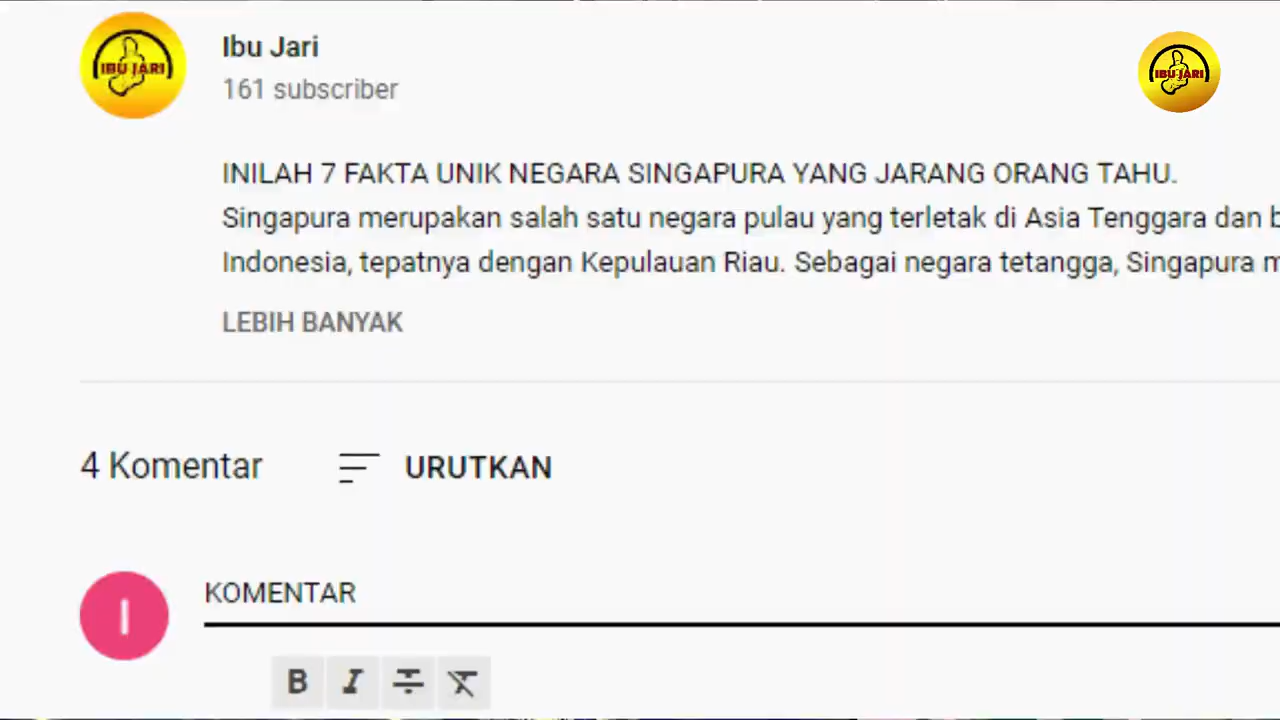 IBU JARI
Ibu Jari
161 subscriber
IBU JARI
INILAH 7 FAKTA UNIK NEGARA SINGAPURA YANG JARANG ORANG TAHU.
Singapura merupakan salah satu negara pulau yang terletak di Asia Tenggara dan b
Indonesia, tepatnya dengan Kepulauan Riau. Sebagai negara tetangga, Singapura m
LEBIH BANYAK
4 Komentar
URUTKAN
I
KOMENTAR
B I